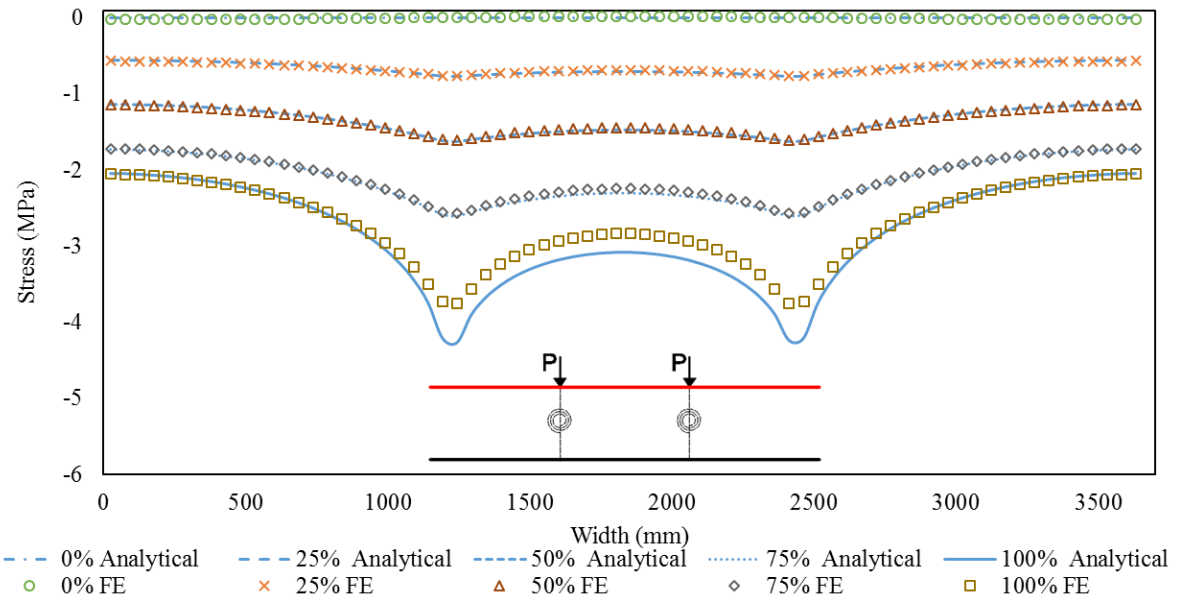 0
-1
-2
-3
-4
-5
-6
Stress (MPa)
P P
0 500 1000 1500 2000 2500 3000 3500
Width (mm)
0% Analytical 25% Analytical 50% Analytical 75% Analytical 100% Analytical
0% FE 25% FE 50% FE 75% FE 100% FE